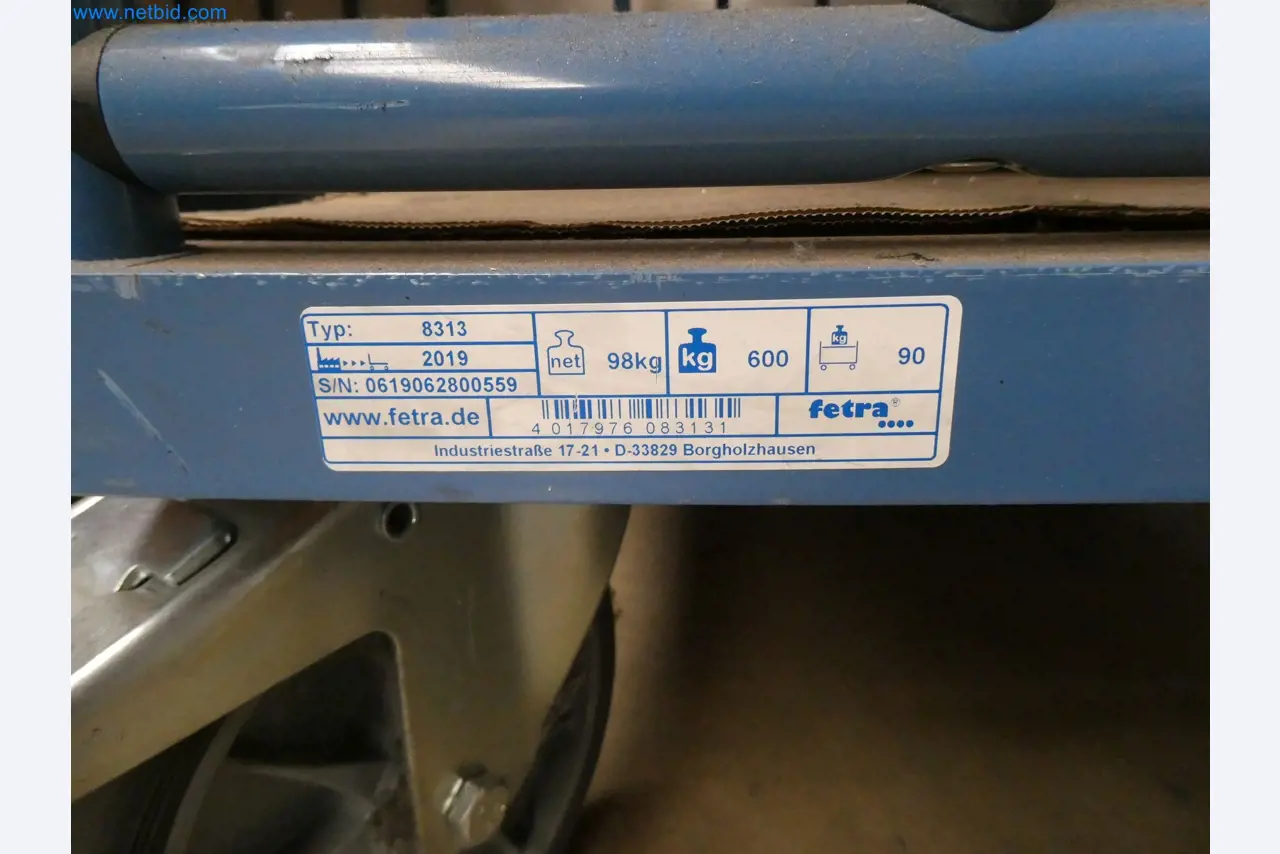 www.netbid.com
Typ: 8313
2019
S/N: 0619062800559
net 98kg
kg 600
kg 90
www.fetra.de
4 017976 083131
fetra®
Industriestraße 17-21 • D-33829 Borgholzhausen